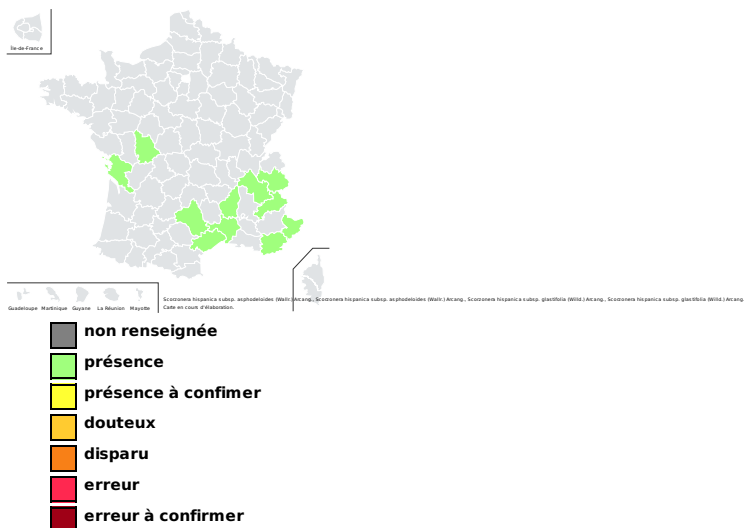 Île-de-France
Guadeloupe Martinique Guyane La Réunion Mayotte
Scorzonera hispanica subsp. asphodeloides (Wallr.) Arcang., Scorzonera hispanica subsp. asphodeloides (Wallr.) Arcang., Scorzonera hispanica subsp. glastifolia (Willd.) Arcang., Scorzonera hispanica subsp. glastifolia (Willd.) Arcang.
Carte en cours d'élaboration.
non renseignée
présence
présence à confimer
douteux
disparu
erreur
erreur à confirmer